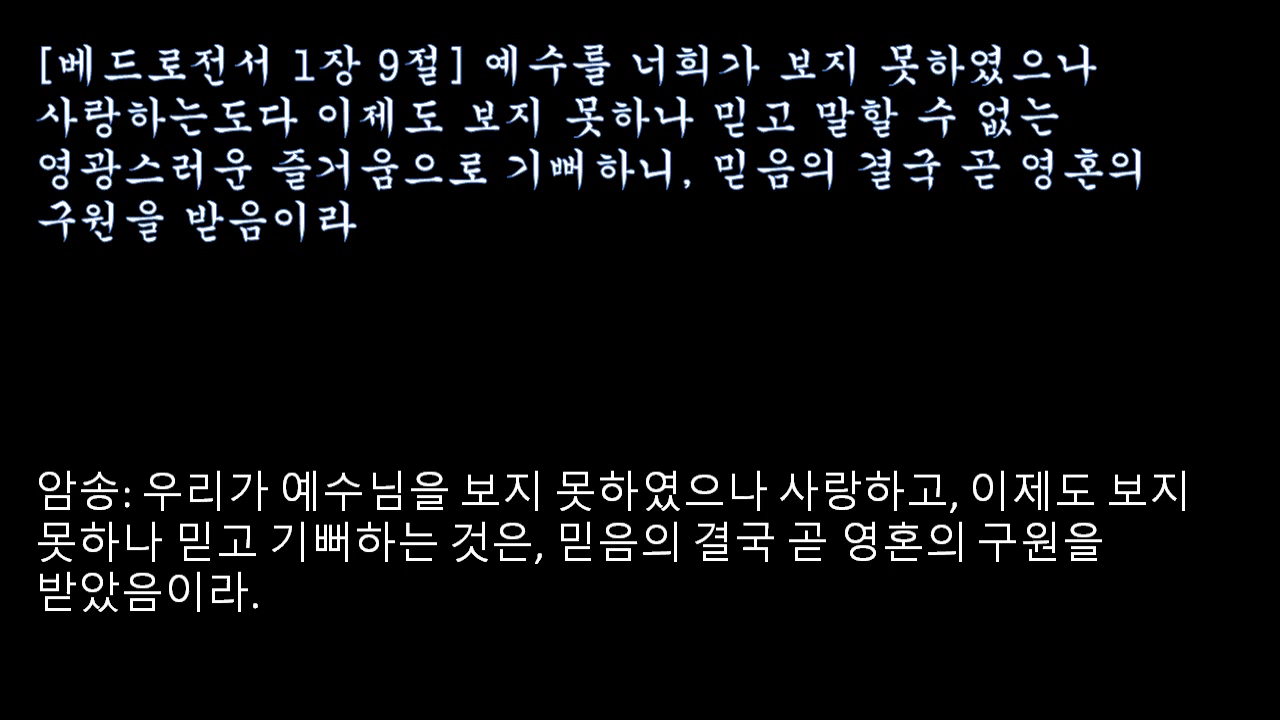 [베드로전서 1장 9절] 예수를 너희가 보지 못하였으나
사랑하는도다 이제도 보지 못하나 믿고 말할 수 없는
영광스러운 즐거움으로 기뻐하니, 믿음의 결국 곧 영혼의
구원을 받음이라
암송: 우리가 예수님을 보지 못하였으나 사랑하고, 이제도 보지
못하나 믿고 기뻐하는 것은, 믿음의 결국 곧 영혼의 구원을
받았음이라.